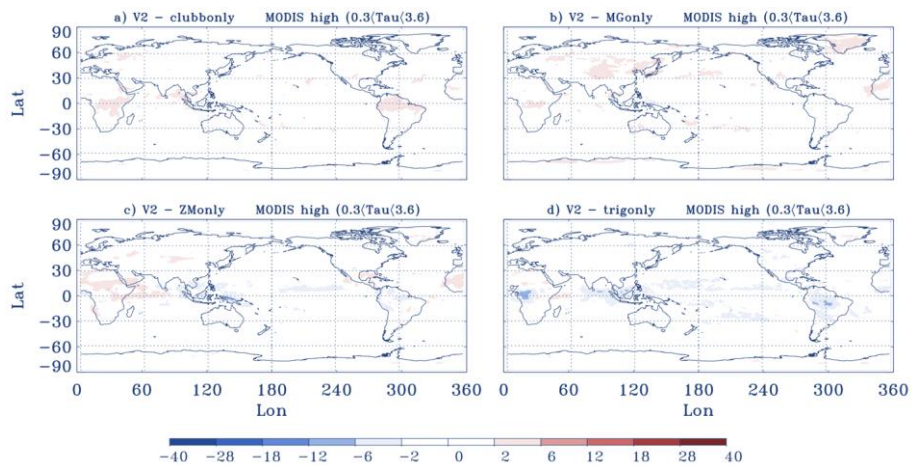 a) V2 - clubbonly MODIS high (0.3⟨Tau⟨3.6)
b) V2 - MGonly MODIS high (0.3⟨Tau⟨3.6)
90
60
30
0
-30
-60
-90
Lat
c) V2 - ZMonly MODIS high (0.3⟨Tau⟨3.6)
d) V2 - trigonly MODIS high (0.3⟨Tau⟨3.6)
90
60
30
0
-30
-60
-90
Lat
0 60 120 180 240 300 360
0 60 120 180 240 300 360
Lon
Lon
-40 -28 -18 -12 -6 -2 0 2 6 12 18 28 40